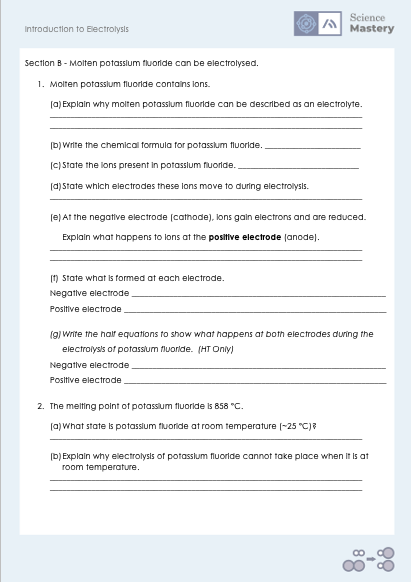 Introduction to Electrolysis
Science
Mastery
Section B - Molten potassium fluoride can be electrolysed.
1. Molten potassium fluoride contains ions.
(a) Explain why molten potassium fluoride can be described as an electrolyte.
(b) Write the chemical formula for potassium fluoride.
(c) State the ions present in potassium fluoride.
(d) State which electrodes these ions move to during electrolysis.
(e) At the negative electrode (cathode), ions gain electrons and are reduced.
Explain what happens to ions at the positive electrode (anode).
(f) State what is formed at each electrode.
Negative electrode
Positive electrode
(g) Write the half equations to show what happens at both electrodes during the
electrolysis of potassium fluoride. (HT Only)
Negative electrode
Positive electrode
2. The melting point of potassium fluoride is 858 °C.
(a) What state is potassium fluoride at room temperature (~25 °C)?
(b) Explain why electrolysis of potassium fluoride cannot take place when it is at
room temperature.